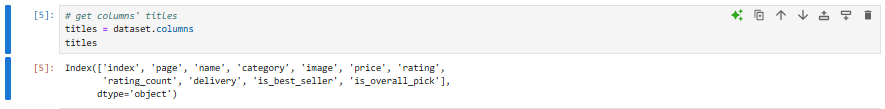 [5]: # get columns' titles
titles = dataset.columns
titles
[5]: Index(['index', 'page', 'name', 'category', 'image', 'price', 'rating',
'rating_count', 'delivery', 'is_best_seller', 'is_overall_pick'],
dtype='object')